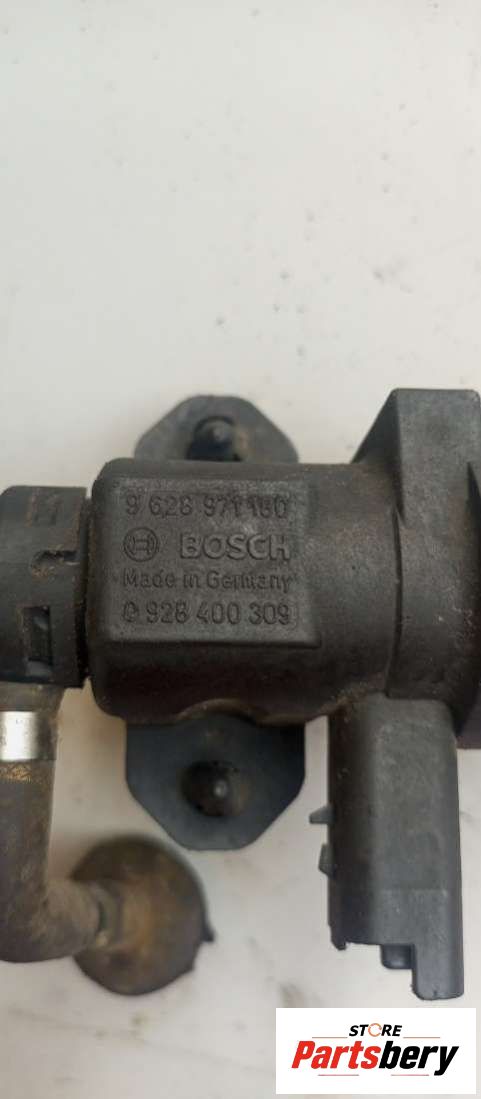 9 628 971 180
BOSCH
Made in Germany
0 928 400 309
STORE
Partsbery